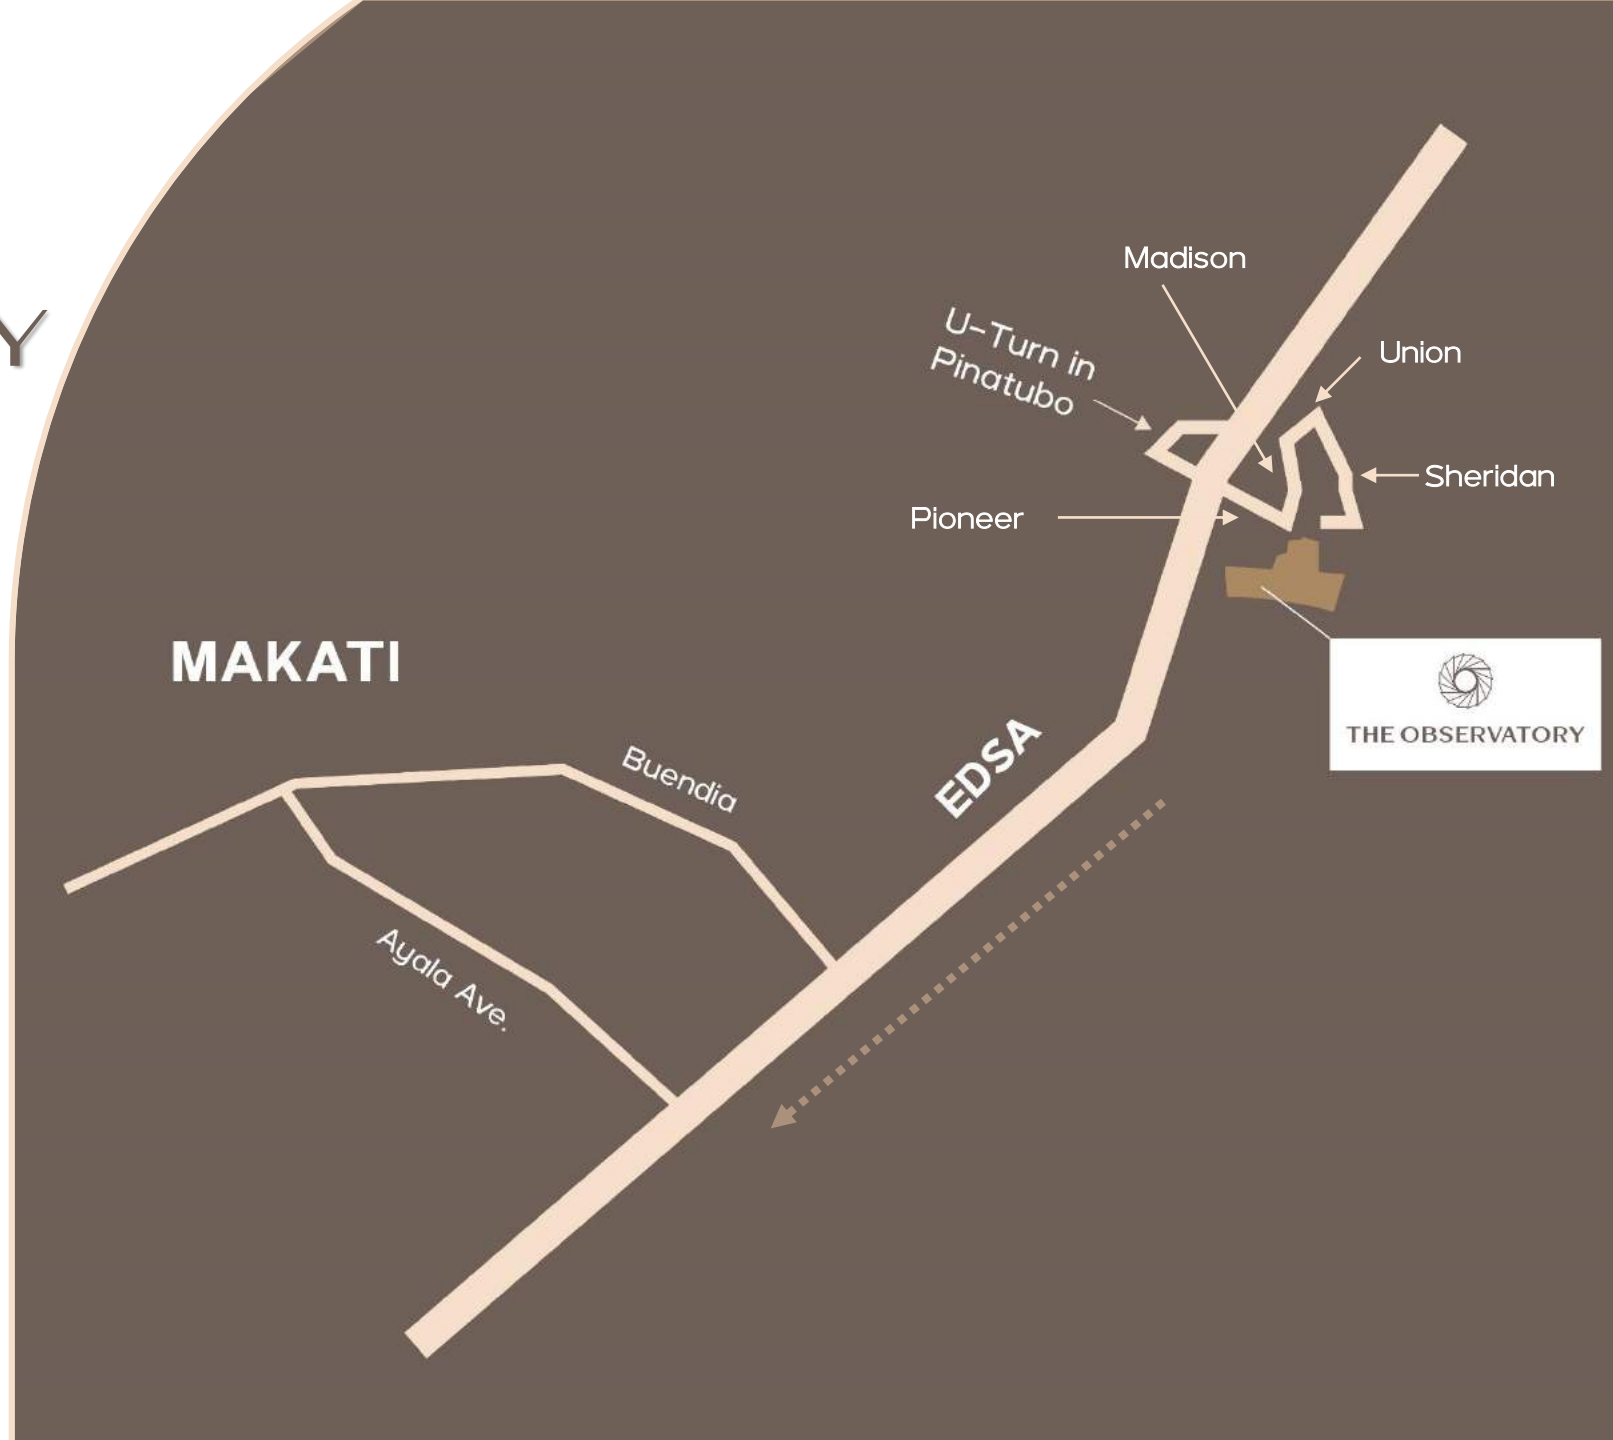 Y
Madison
U-Turn in
Pinatubo
Union
Sheridan
Pioneer
MAKATI
THE OBSERVATORY
EDSA
Buendia
Ayala Ave.